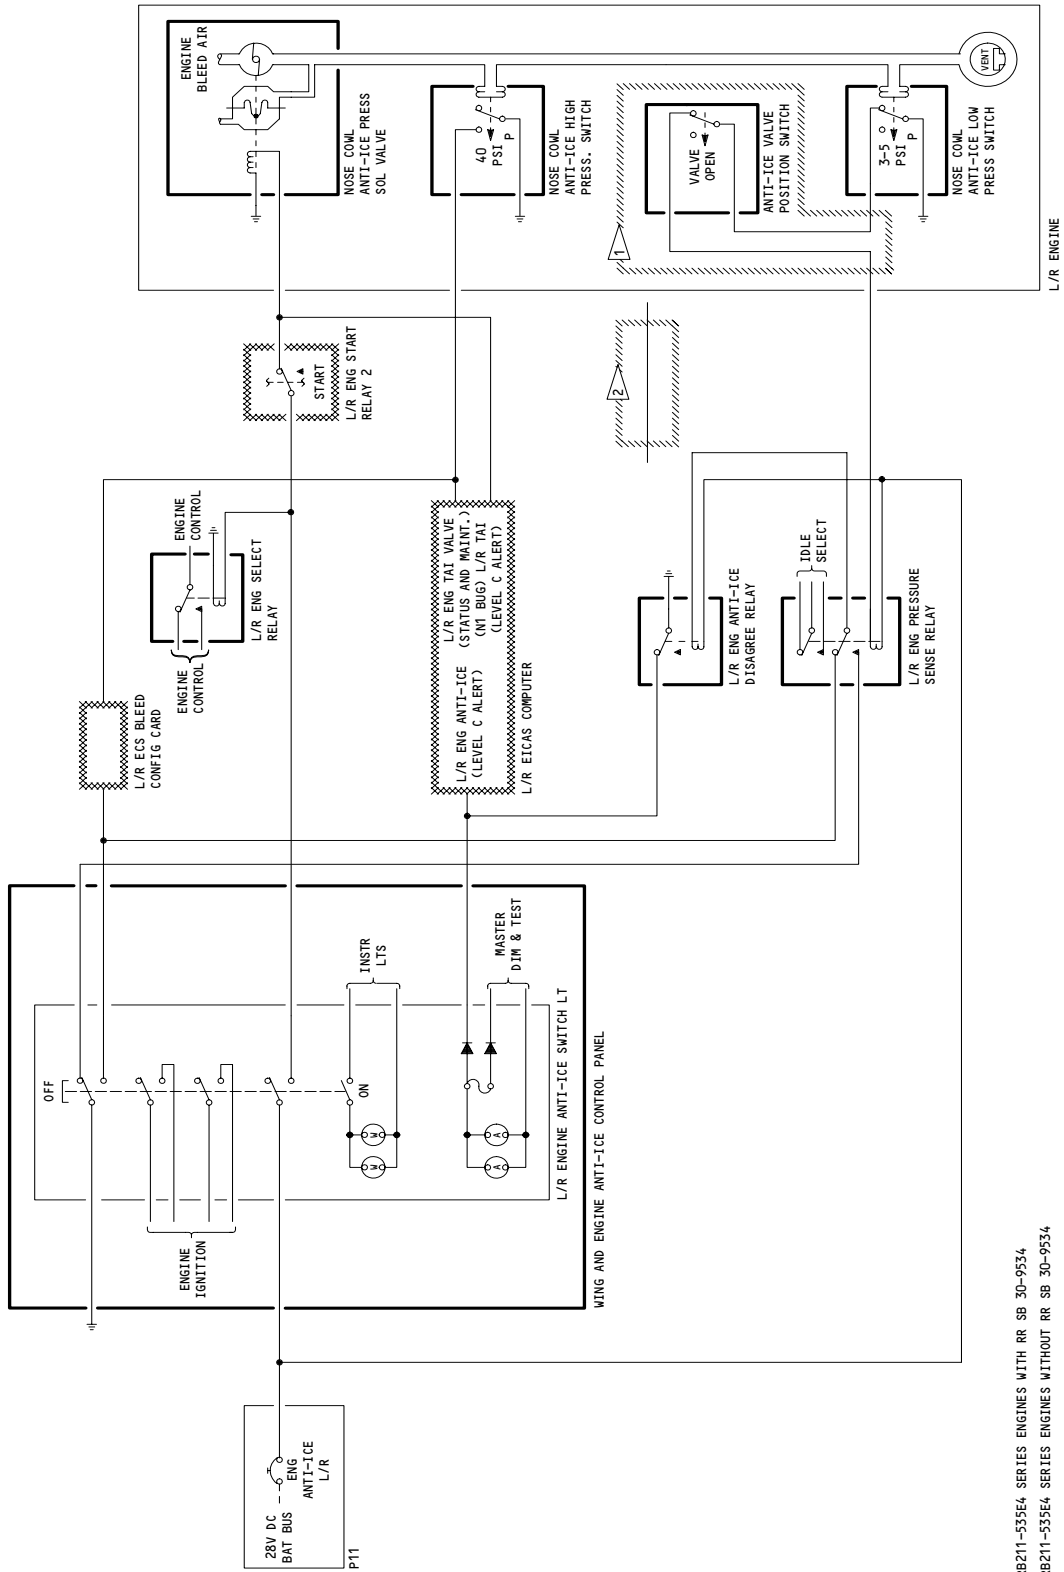 28V DC
BAT BUS
ENG
ANTI-ICE
L/R
P11
OFF
ENGINE
IGNITION
ON
INSTR
LTS
W
W
A
A
MASTER
DIM & TEST
L/R ENGINE ANTI-ICE SWITCH LT
WING AND ENGINE ANTI-ICE CONTROL PANEL
L/R ECS BLEED
CONFIG CARD
ENGINE
CONTROL
ENGINE
CONTROL
L/R ENG SELECT
RELAY
START
L/R ENG START
RELAY 2
L/R ENG ANTI-ICE
(LEVEL C ALERT)
L/R ENG TAI VALVE
(STATUS AND MAINT.)
(N1 BUG) L/R TAI
(LEVEL C ALERT)
L/R EICAS COMPUTER
L/R ENG ANTI-ICE
DISAGREE RELAY
IDLE
SELECT
L/R ENG PRESSURE
SENSE RELAY
2
1
ENGINE
BLEED AIR
NOSE COWL
ANTI-ICE PRESS
SOL VALVE
40
PSI
P
NOSE COWL
ANTI-ICE HIGH
PRESS. SWITCH
VALVE
OPEN
ANTI-ICE VALVE
POSITION SWITCH
3-5
PSI
P
NOSE COWL
ANTI-ICE LOW
PRESS SWITCH
VENT
L/R ENGINE
RB211-535E4 SERIES ENGINES WITH RR SB 30-9534
RB211-535E4 SERIES ENGINES WITHOUT RR SB 30-9534